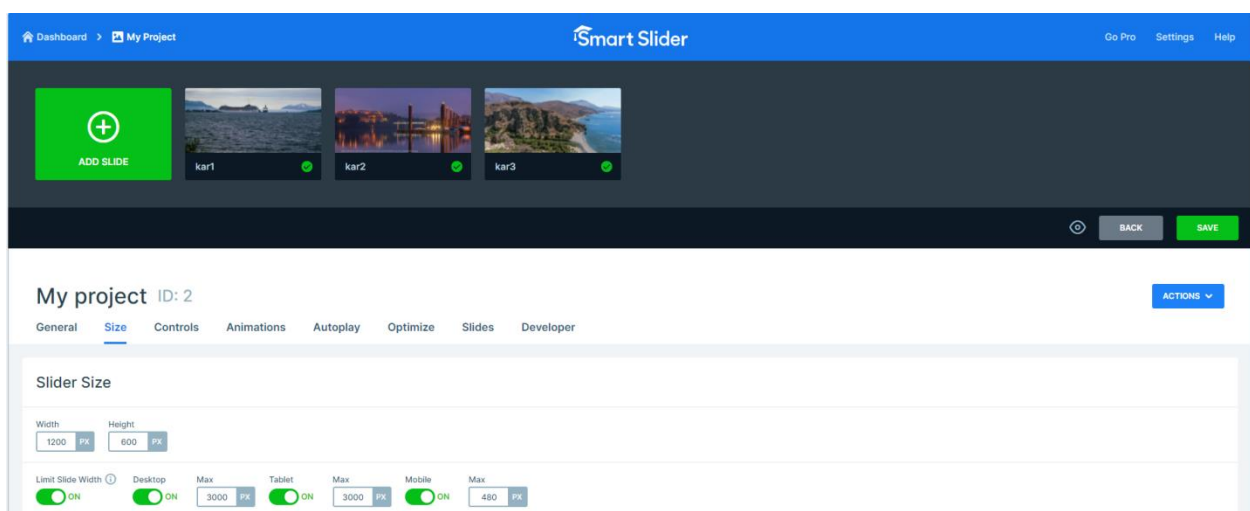 Dashboard > My Project
Smart Slider
Go Pro Settings Help
ADD SLIDE
kar1
kar2
kar3
BACK
SAVE
My project ID: 2
ACTIONS
General Size Controls Animations Autoplay Optimize Slides Developer
Slider Size
Width Height
1200 PX 600 PX
Limit Slide Width Desktop Max Tablet Max Mobile Max
ON ON 3000 PX ON 3000 PX ON 480 PX